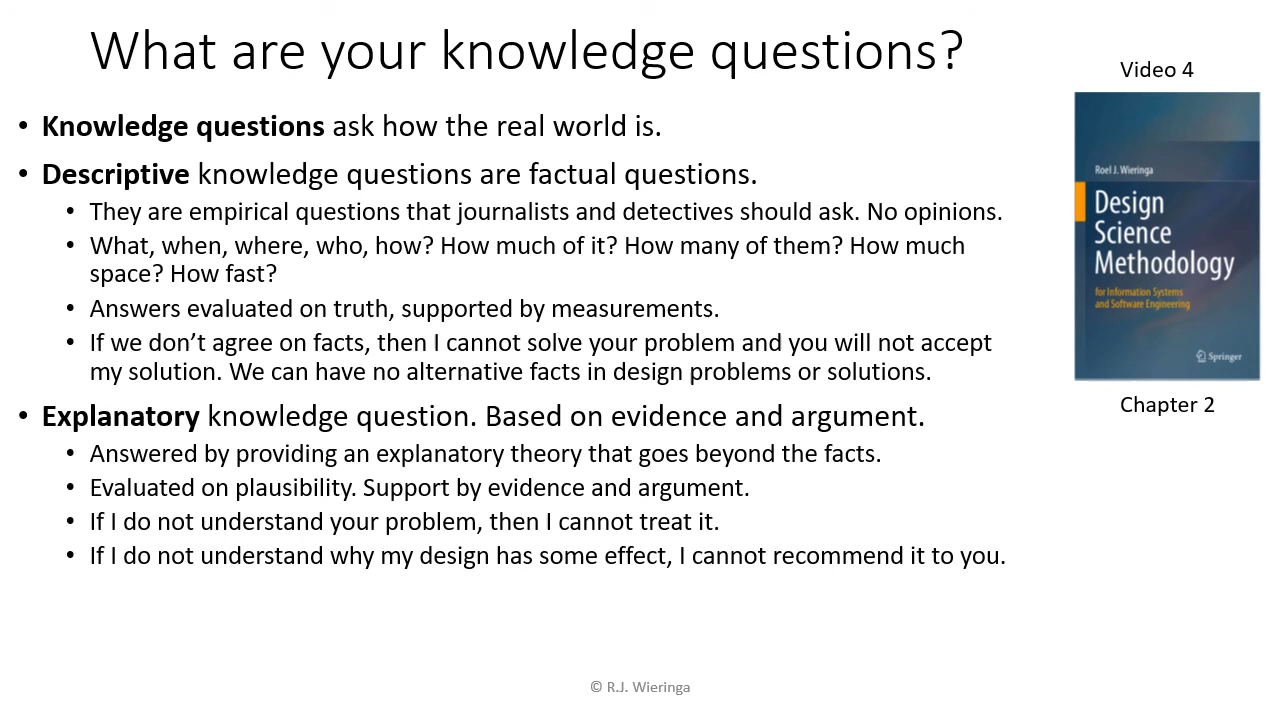 What are your knowledge questions?
Video 4
• Knowledge questions ask how the real world is.
• Descriptive knowledge questions are factual questions.
• They are empirical questions that journalists and detectives should ask. No opinions.
• What, when, where, who, how? How much of it? How many of them? How much
space? How fast?
• Answers evaluated on truth, supported by measurements.
• If we don’t agree on facts, then I cannot solve your problem and you will not accept
my solution. We can have no alternative facts in design problems or solutions.
• Explanatory knowledge question. Based on evidence and argument.
• Answered by providing an explanatory theory that goes beyond the facts.
• Evaluated on plausibility. Support by evidence and argument.
• If I do not understand your problem, then I cannot treat it.
• If I do not understand why my design has some effect, I cannot recommend it to you.
Roel J. Wieringa
Design
Science
Methodology
for Information Systems
and Software Engineering
Springer
Chapter 2
© R.J. Wieringa